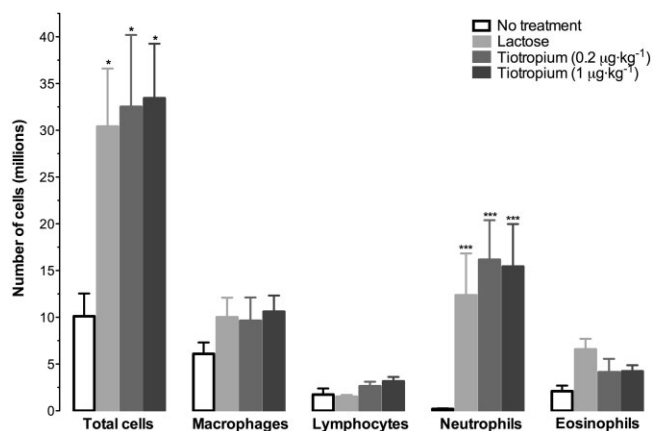 No treatment
Lactose
Tiotropium (0.2 µg·kg⁻¹)
Tiotropium (1 µg·kg⁻¹)
Number of cells (millions)
40
35
30
25
20
15
10
5
0
* * *
*** *** ***
Total cells Macrophages Lymphocytes Neutrophils Eosinophils